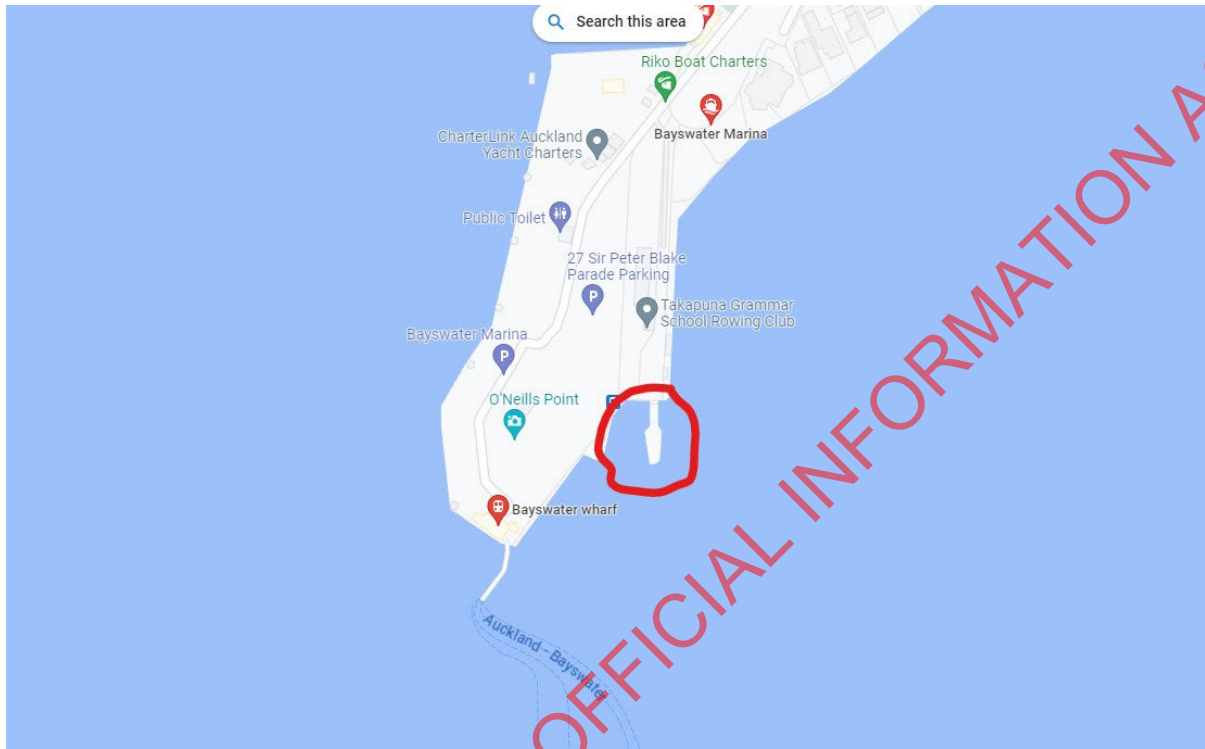 Search this area
Riko Boat Charters
Bayswater Marina
CharterLink Auckland
Yacht Charters
Public Toilet
27 Sir Peter Blake
Parade Parking
P
Takapuna Grammar
School Rowing Club
Bayswater Marina
P
O'Neills Point
Bayswater wharf
Auckland - Bayswater
OFFICIAL INFORMATION A